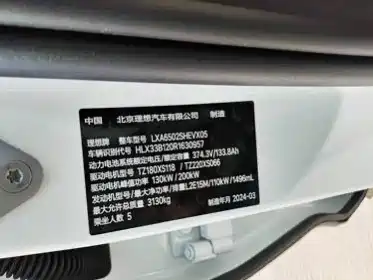 中国 北京理想汽车有限公司 制造
理想牌 整车型号 LXA6502SHEVX05
车辆识别代号 HLX33B120R1630957
动力电池系统额定电压/额定容量 374.3V/133.8Ah
驱动电机型号 TZ180XS118 / TZ220XS066
驱动电机峰值功率 130kW / 200kW
发动机型号/最大净功率/排量 L2E15M/110kW/1496mL
最大允许总质量 3130kg
乘坐人数 5 制造年月 2024-03